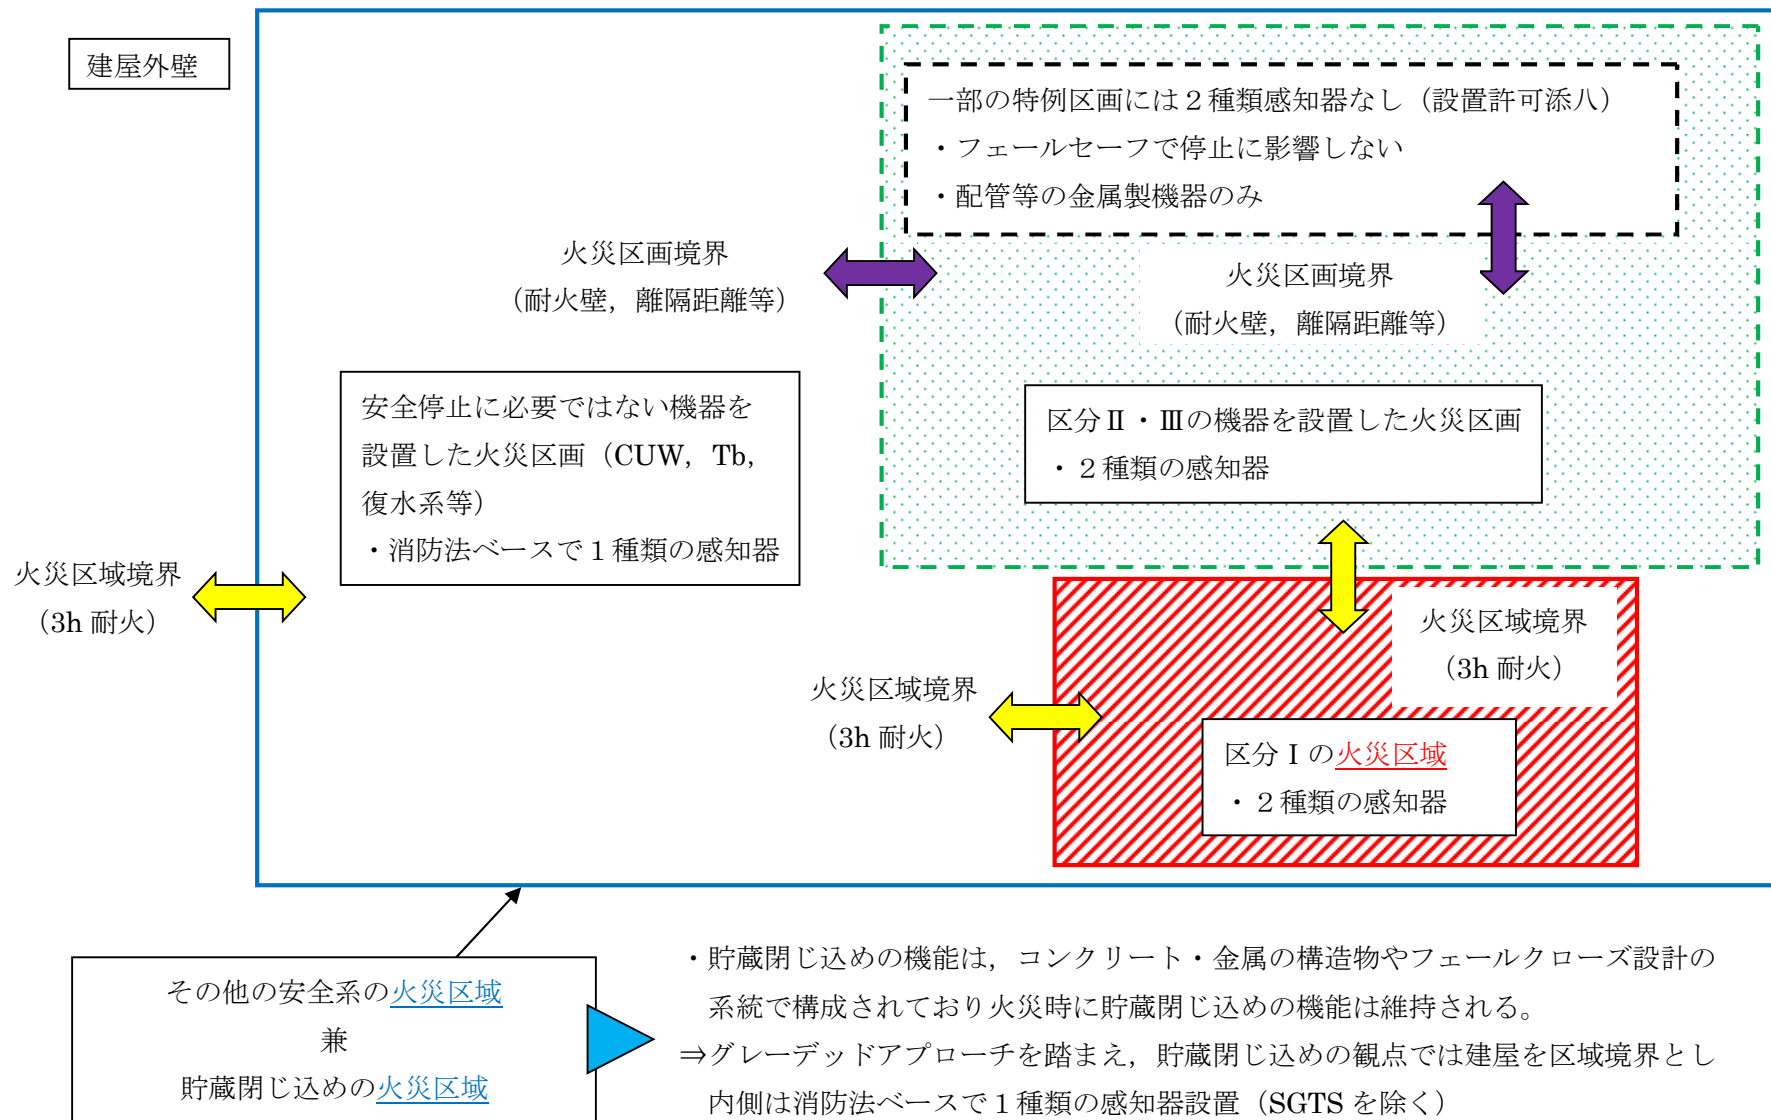 建屋外壁
一部の特例区画には２種類感知器なし（設置許可添八）
・フェールセーフで停止に影響しない
・配管等の金属製機器のみ
火災区画境界
（耐火壁，離隔距離等）
火災区画境界
（耐火壁，離隔距離等）
安全停止に必要ではない機器を
設置した火災区画（CUW，Tb，
復水系等）
・消防法ベースで１種類の感知器
区分Ⅱ・Ⅲの機器を設置した火災区画
・２種類の感知器
火災区域境界
（3h 耐火）
火災区域境界
（3h 耐火）
火災区域境界
（3h 耐火）
区分Ⅰの火災区域
・２種類の感知器
その他の安全系の火災区域
兼
貯蔵閉じ込めの火災区域
・貯蔵閉じ込めの機能は，コンクリート・金属の構造物やフェールクローズ設計の
系統で構成されており火災時に貯蔵閉じ込めの機能は維持される。
⇒グレーデッドアプローチを踏まえ，貯蔵閉じ込めの観点では建屋を区域境界とし
内側は消防法ベースで１種類の感知器設置（SGTS を除く）